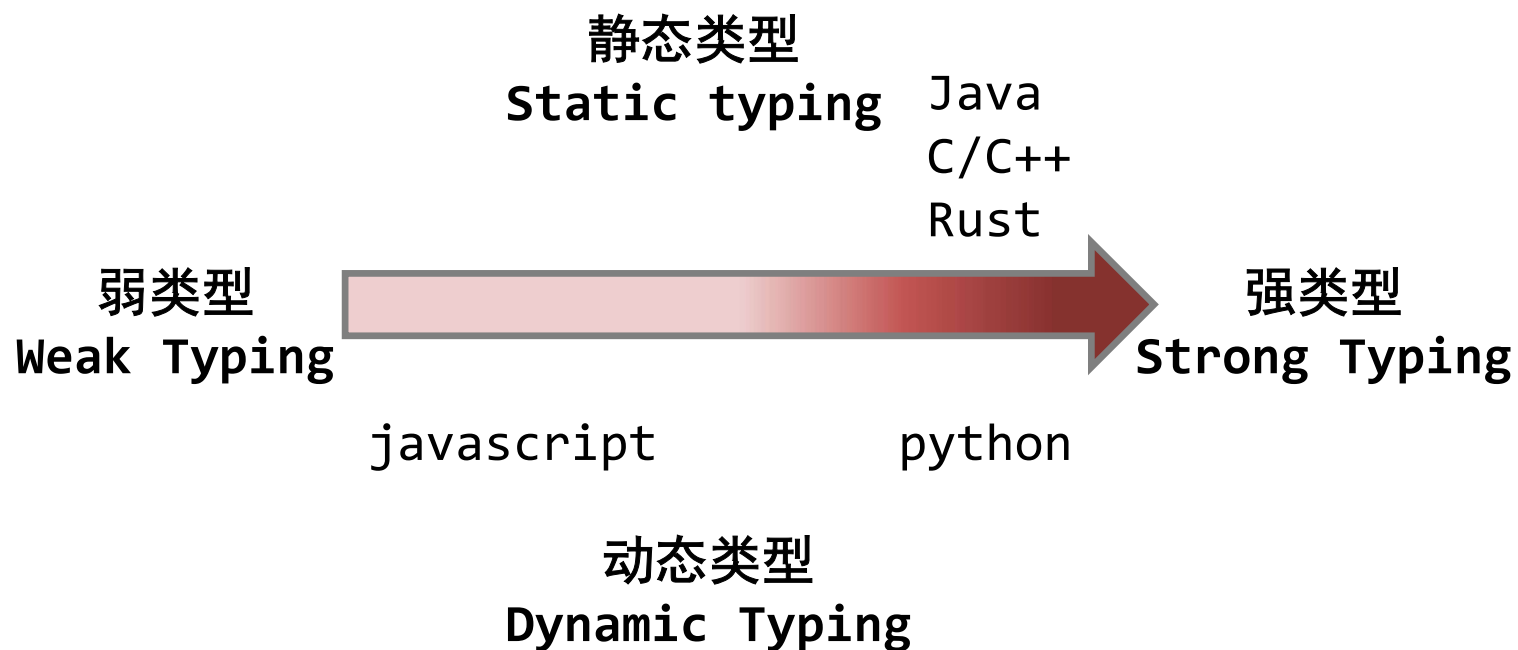 静态类型
Static typing
Java
C/C++
Rust
弱类型
Weak Typing
强类型
Strong Typing
javascript
python
动态类型
Dynamic Typing